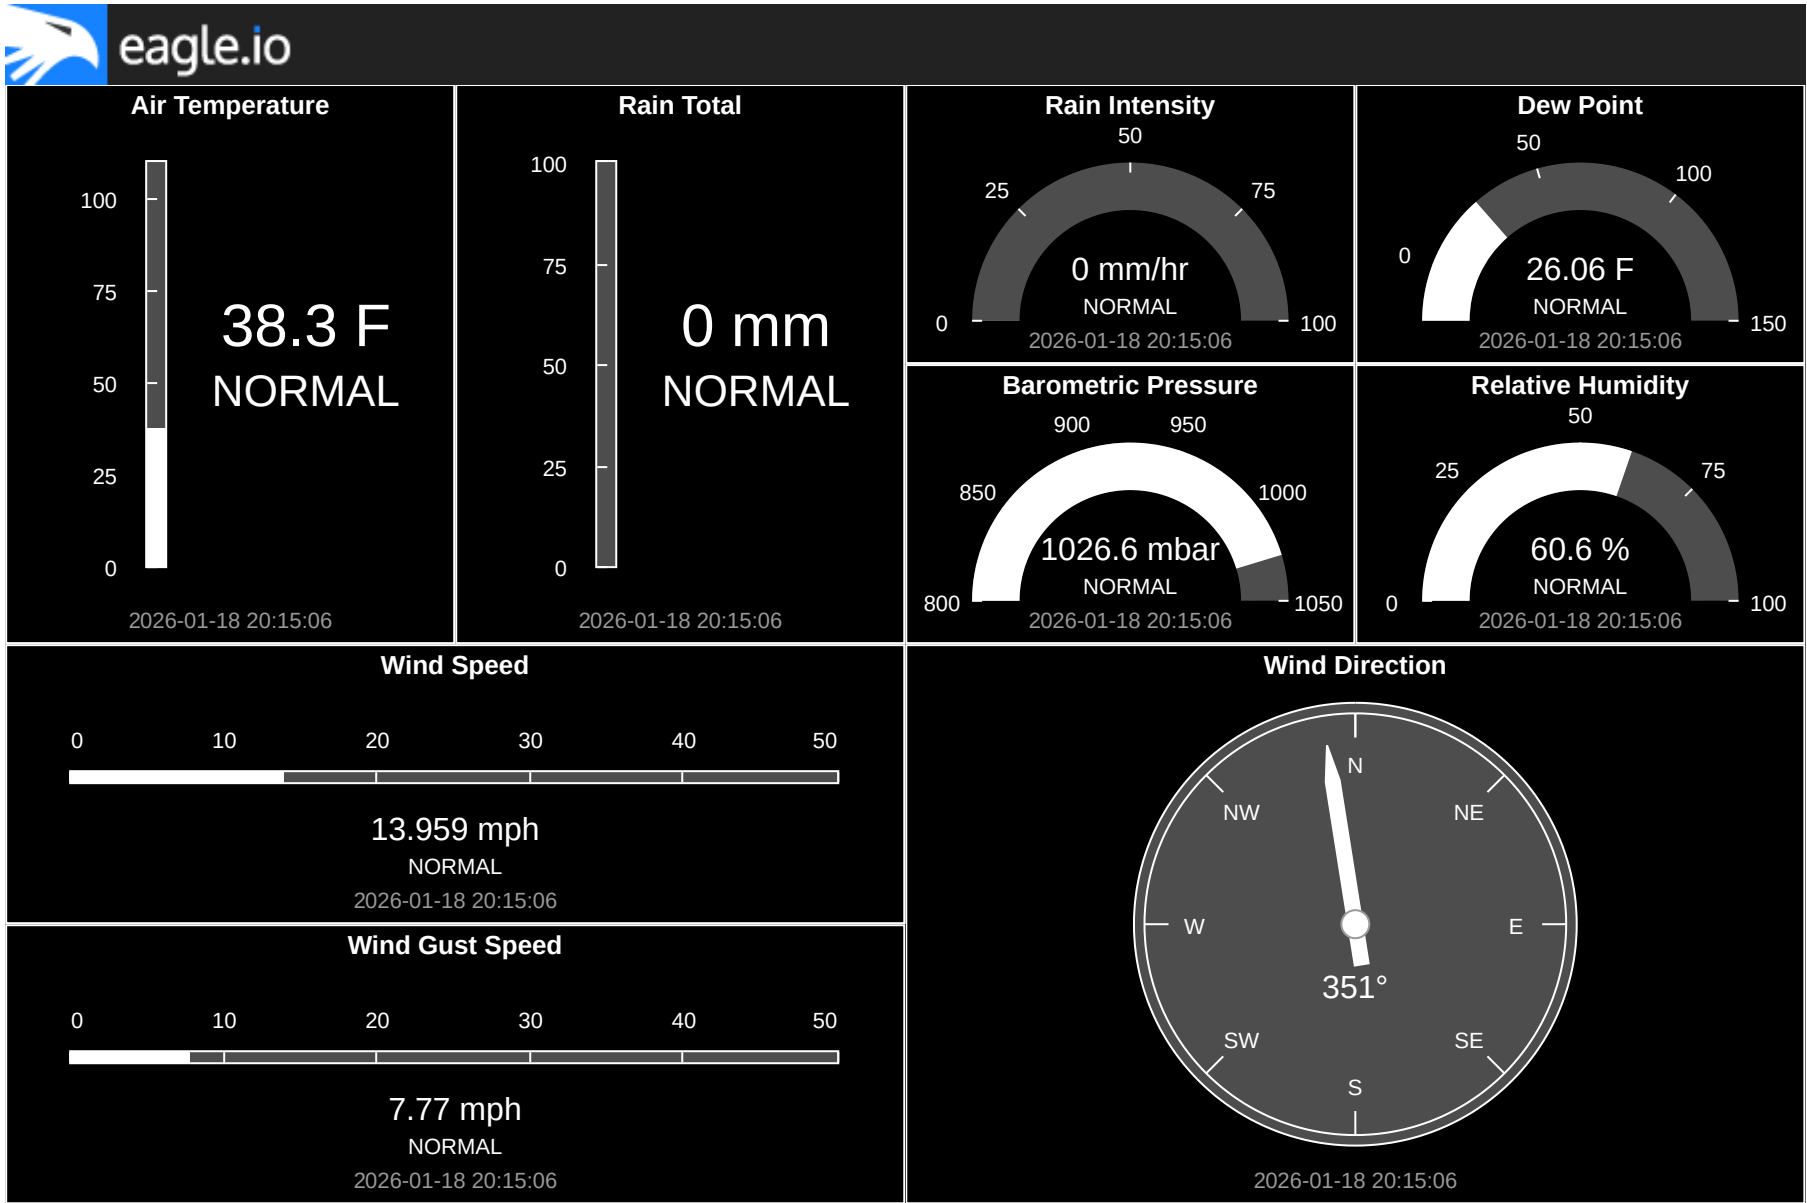 eagle.io
Air Temperature
100
75
50
25
0
38.3 F
NORMAL
2026-01-18 20:15:06
Rain Total
100
75
50
25
0
0 mm
NORMAL
2026-01-18 20:15:06
Rain Intensity
50
25
75
0
100
0 mm/hr
NORMAL
2026-01-18 20:15:06
Dew Point
50
100
0
150
26.06 F
NORMAL
2026-01-18 20:15:06
Barometric Pressure
900
950
850
1000
800
1050
1026.6 mbar
NORMAL
2026-01-18 20:15:06
Relative Humidity
50
25
75
0
100
60.6 %
NORMAL
2026-01-18 20:15:06
Wind Speed
0 10 20 30 40 50
13.959 mph
NORMAL
2026-01-18 20:15:06
Wind Gust Speed
0 10 20 30 40 50
7.77 mph
NORMAL
2026-01-18 20:15:06
Wind Direction
N
NW
NE
W
E
351°
SW
SE
S
2026-01-18 20:15:06